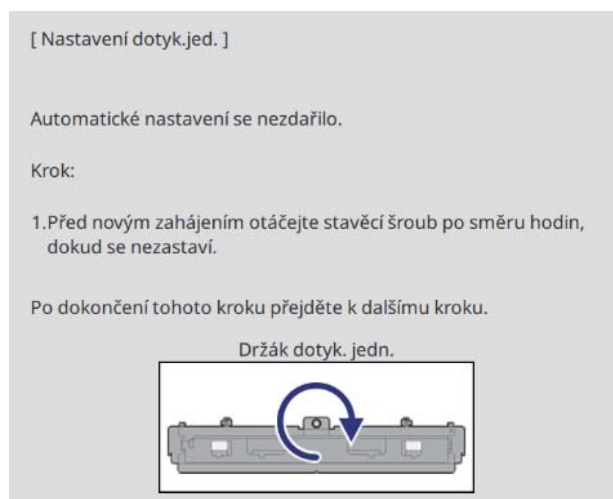 [ Nastavení dotyk.jed. ]
Automatické nastavení se nezdařilo.
Krok:
1.Před novým zahájením otáčejte stavěcí šroub po směru hodin,
dokud se nezastaví.
Po dokončení tohoto kroku přejděte k dalšímu kroku.
Držák dotyk. jedn.